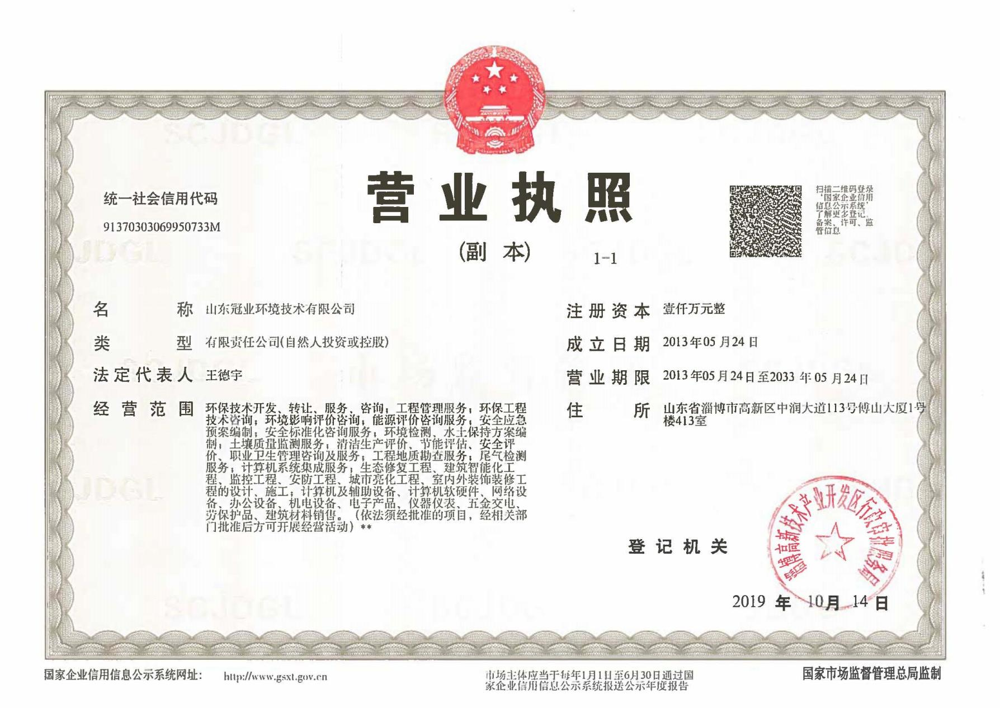 统一社会信用代码
91370303069950733M
营业执照
(副 本)
1-1
扫描二维码登录
'国家企业信用
信息公示系统'
了解更多登记、
备案、许可、监
管信息
名 称 山东冠业环境技术有限公司
类 型 有限责任公司(自然人投资或控股)
法定代表人 王德宇
经营范围 环保技术开发、转让、服务、咨询；工程管理服务；环保工程
技术咨询；环境影响评价咨询；能源评价咨询服务；安全应急
预案编制；安全标准化咨询服务；环境检测、水土保持方案编
制；土壤质量监测服务；清洁生产评价、节能评估、安全评
价、职业卫生管理咨询及服务；工程地质勘查服务；尾气检测
服务；计算机系统集成服务；生态修复工程、建筑智能化工
程、监控工程、安防工程、城市亮化工程、室内外装饰装修工
程的设计、施工；计算机及辅助设备、计算机软硬件、网络设
备、办公设备、机电设备、电子产品、仪器仪表、五金交电、
劳保护品、建筑材料销售。（依法须经批准的项目，经相关部
门批准后方可开展经营活动）**
注册资本 壹仟万元整
成立日期 2013年05月24日
营业期限 2013年05月24日至2033年05月24日
住 所 山东省淄博市高新区中润大道113号傅山大厦1号
楼413室
登记机关
淄博高新技术产业开发区行政审批服务局
2019 年 10月 14 日
国家企业信用信息公示系统网址： http://www.gsxt.gov.cn
市场主体应当于每年1月1日至6月30日通过国
家企业信用信息公示系统报送公示年度报告
国家市场监督管理总局监制
SCJDGL
JDGL
SCJDGL
SCJD
JDGL
SCJDGL